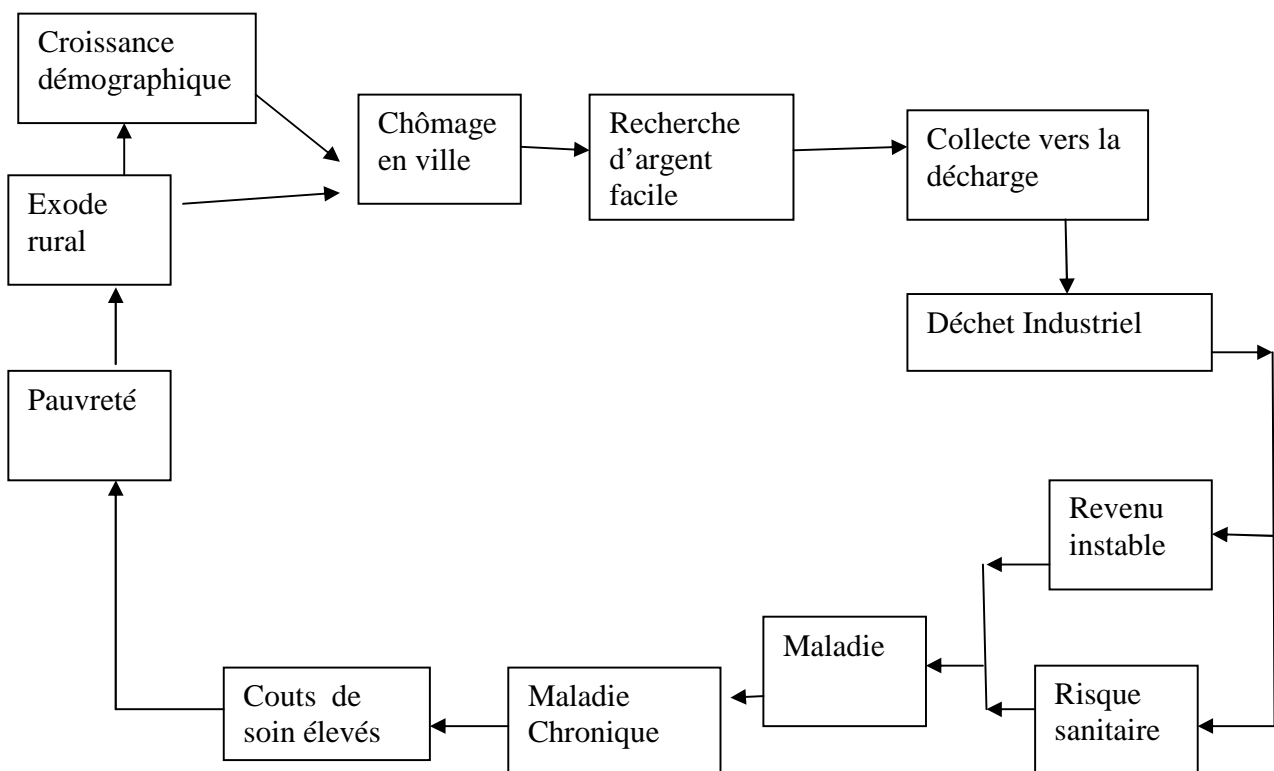 Croissance
démographique
Chômage
en ville
Recherche
d’argent
facile
Collecte vers la
décharge
Exode
rural
Déchet Industriel
Pauvreté
Revenu
instable
Maladie
Risque
sanitaire
Maladie
Chronique
Couts de
soin élevés